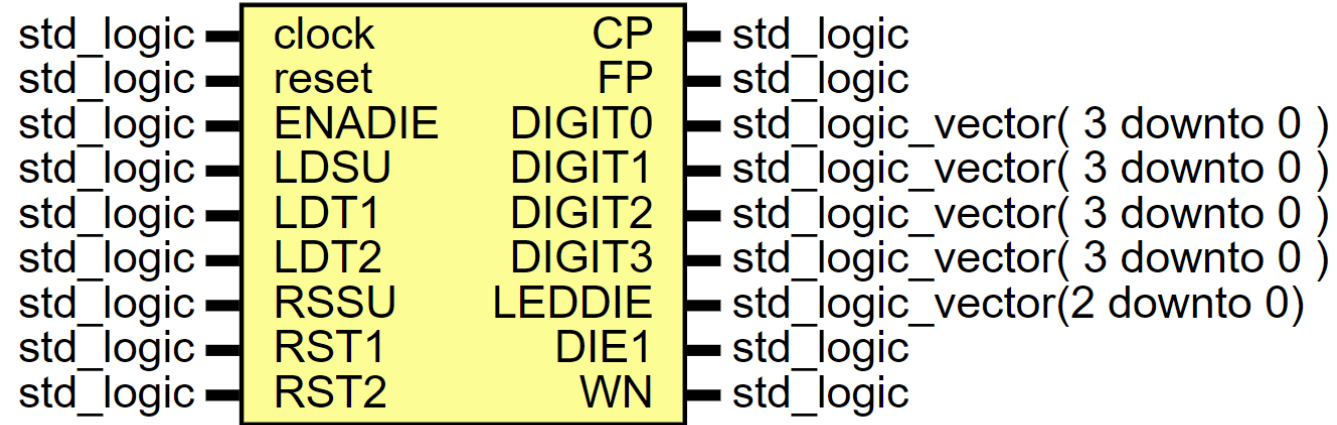 std_logic clock CP std_logic
std_logic reset FP std_logic
std_logic ENADIE DIGIT0 std_logic_vector( 3 downto 0 )
std_logic LDSU DIGIT1 std_logic_vector( 3 downto 0 )
std_logic LDT1 DIGIT2 std_logic_vector( 3 downto 0 )
std_logic LDT2 DIGIT3 std_logic_vector( 3 downto 0 )
std_logic RSSU LEDDIE std_logic_vector(2 downto 0)
std_logic RST1 DIE1 std_logic
std_logic RST2 WN std_logic